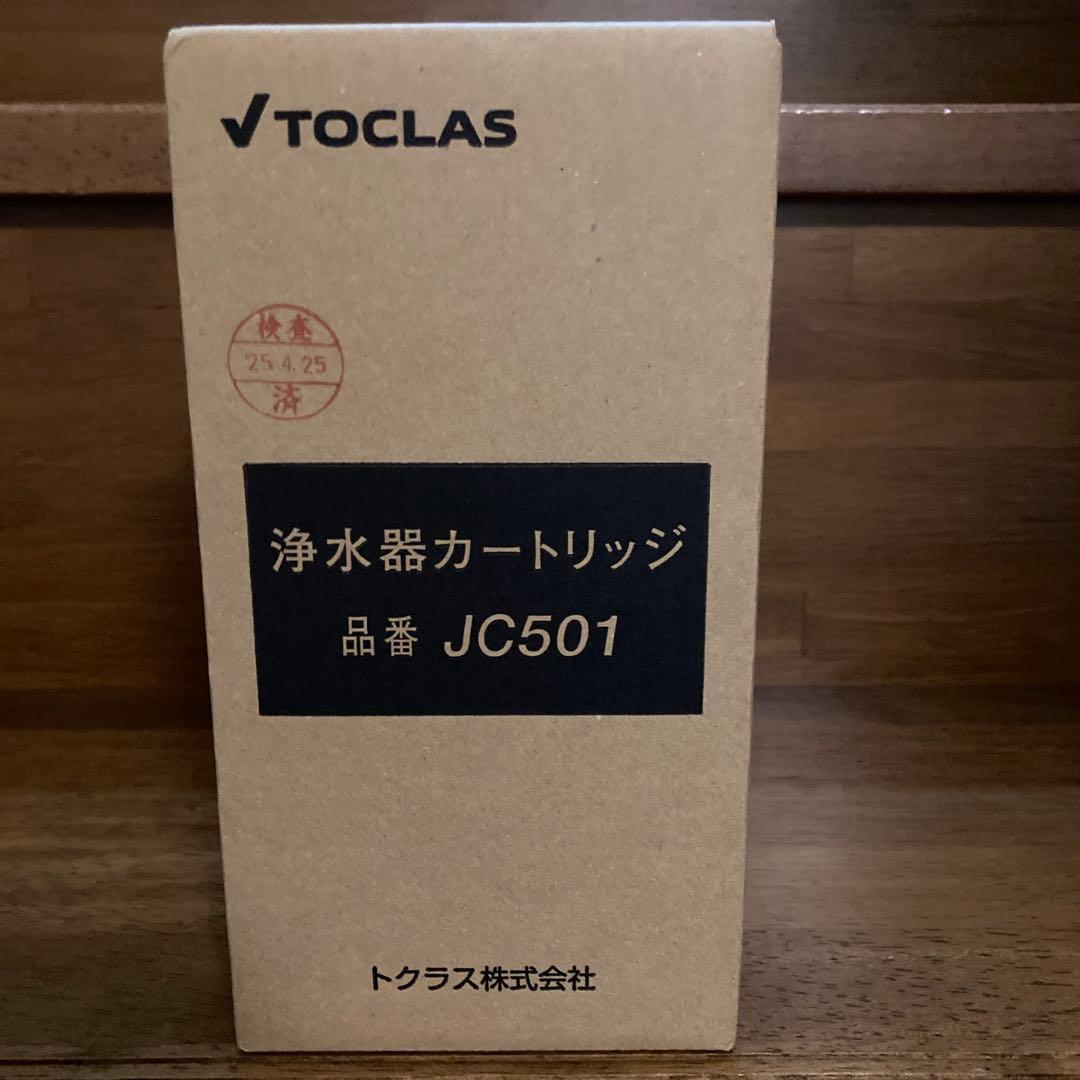 TOCLAS
検査
'25.4.25
済
浄水器カートリッジ
品番 JC501
トクラス株式会社